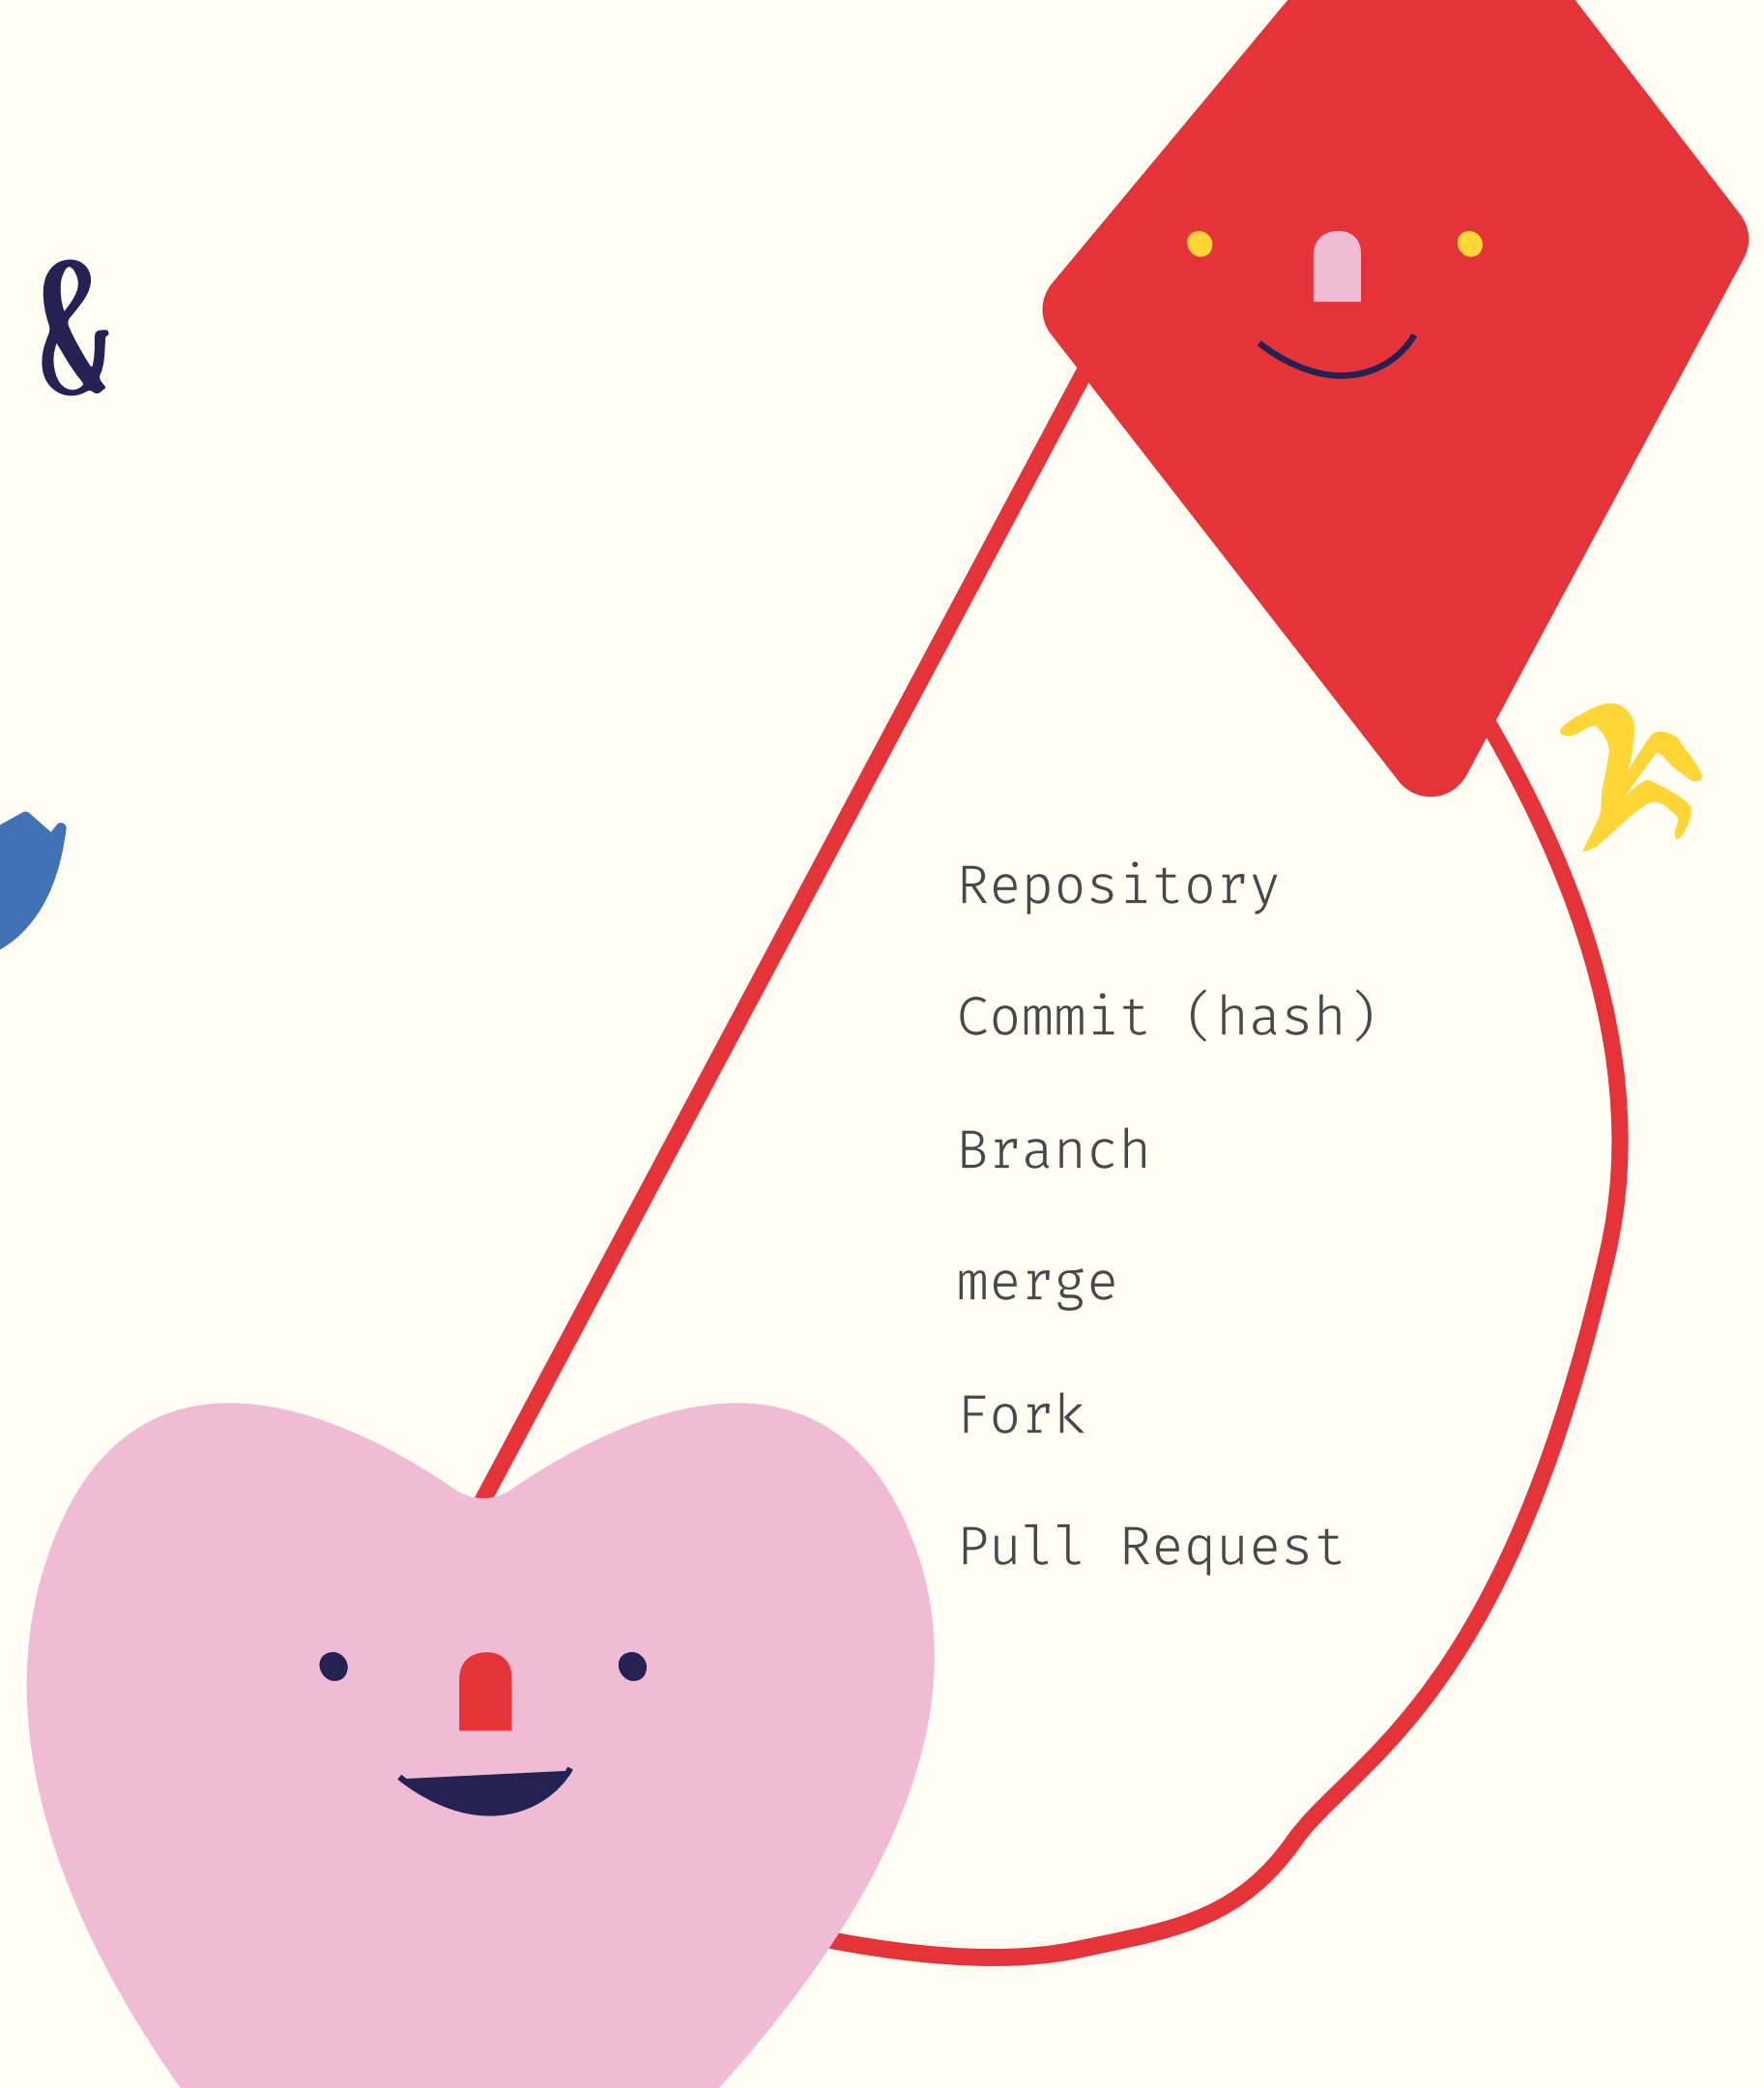 &
Repository
Commit (hash)
Branch
merge
Fork
Pull Request